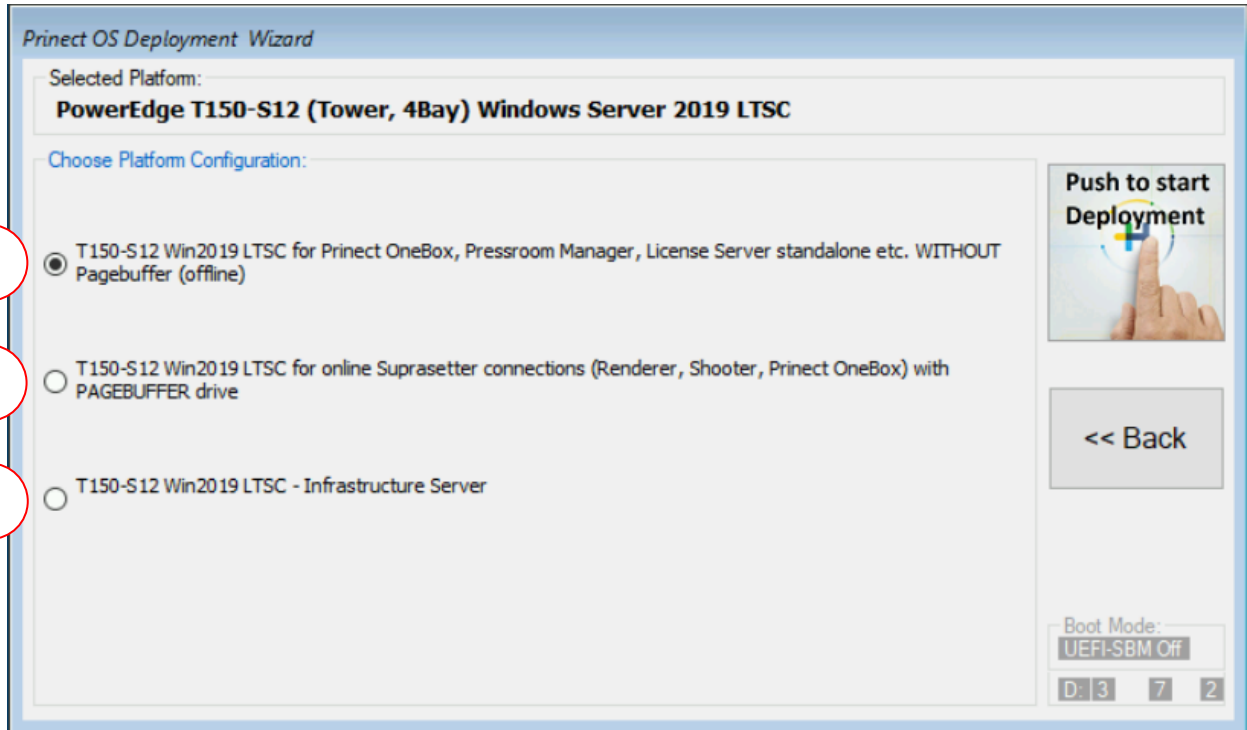 Prinect OS Deployment Wizard
Selected Platform:
PowerEdge T150-S12 (Tower, 4Bay) Windows Server 2019 LTSC
Choose Platform Configuration:
T150-S12 Win2019 LTSC for Prinect OneBox, Pressroom Manager, License Server standalone etc. WITHOUT
Pagebuffer (offline)
T150-S12 Win2019 LTSC for online Suprasetter connections (Renderer, Shooter, Prinect OneBox) with
PAGEBUFFER drive
T150-S12 Win2019 LTSC - Infrastructure Server
Push to start
Deployment
<< Back
Boot Mode:
UEFI-SBM Off
D: 3 7 2